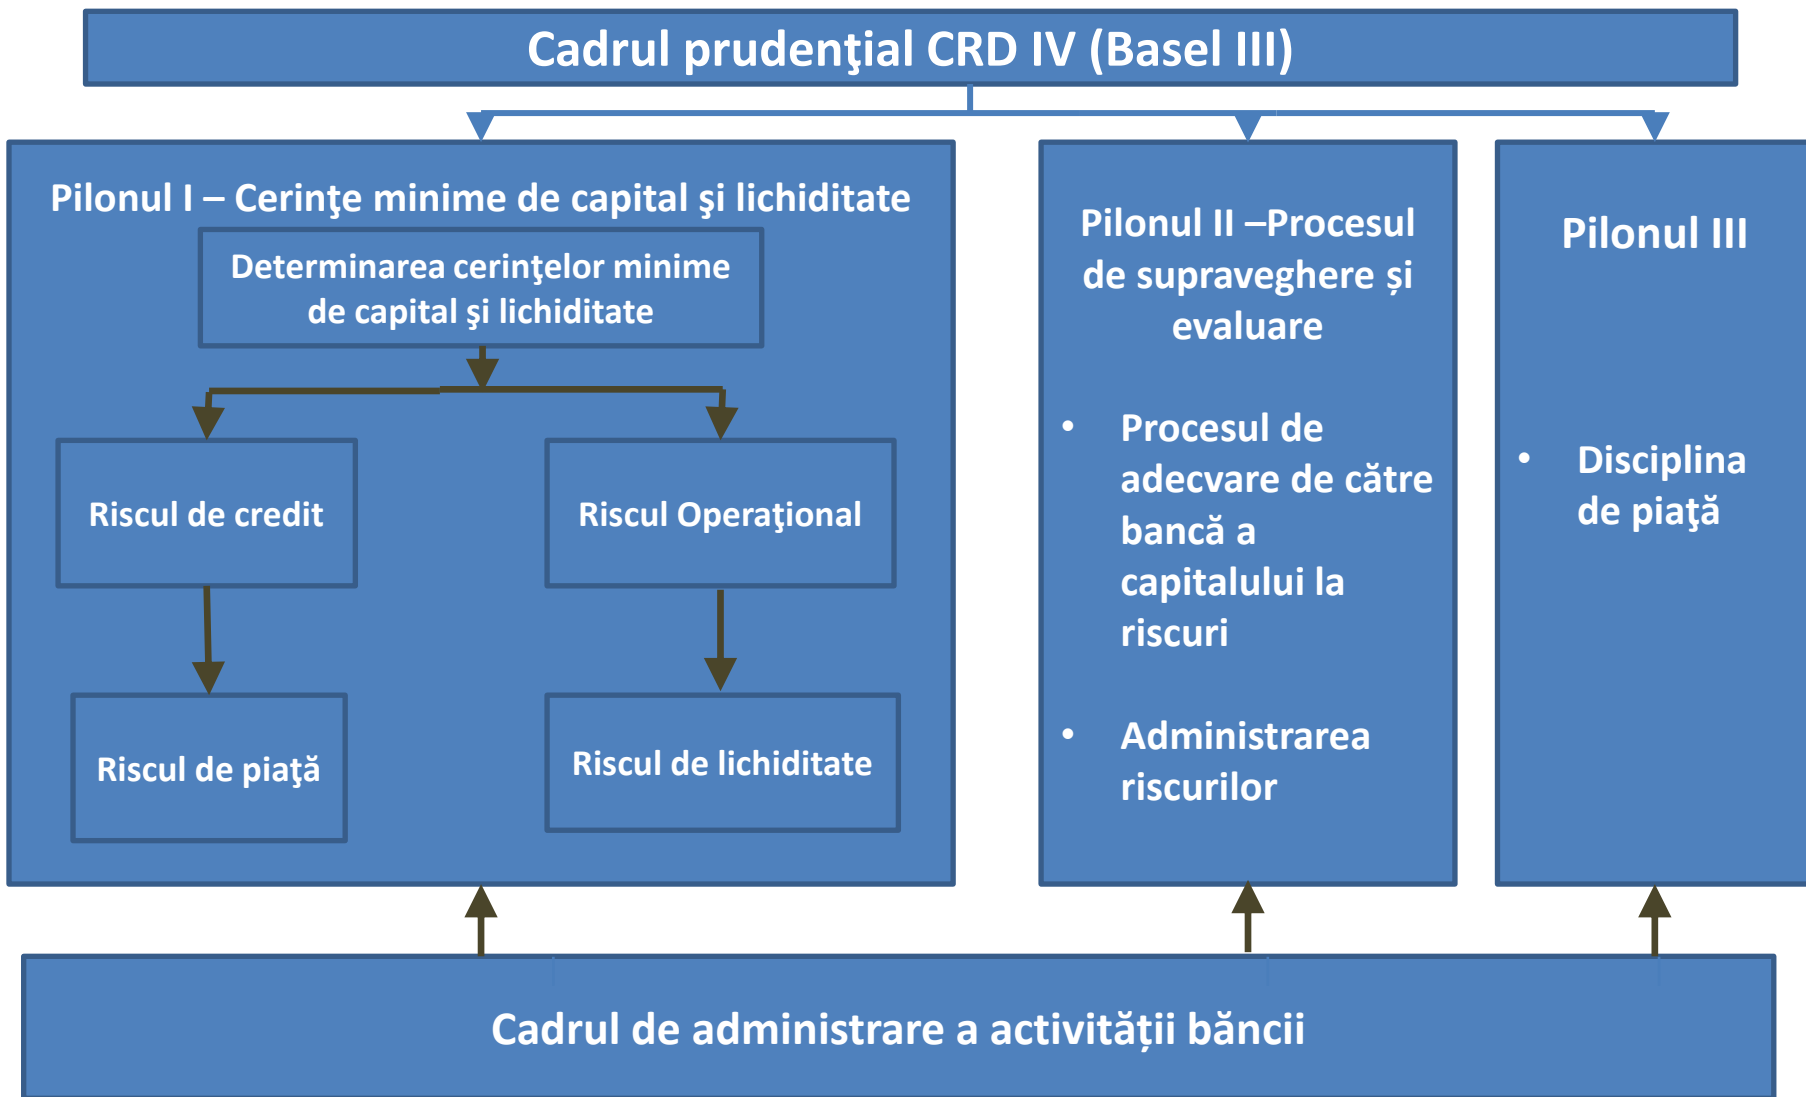 Cadrul prudenţial CRD IV (Basel III)
Pilonul I – Cerinţe minime de capital şi lichiditate
Determinarea cerinţelor minime
de capital şi lichiditate
Riscul de credit
Riscul Operaţional
Riscul de piaţă
Riscul de lichiditate
Pilonul II –Procesul
de supraveghere și
evaluare
• Procesul de
adecvare de către
bancă a
capitalului la
riscuri
• Administrarea
riscurilor
Pilonul III
• Disciplina
de piaţă
Cadrul de administrare a activității băncii